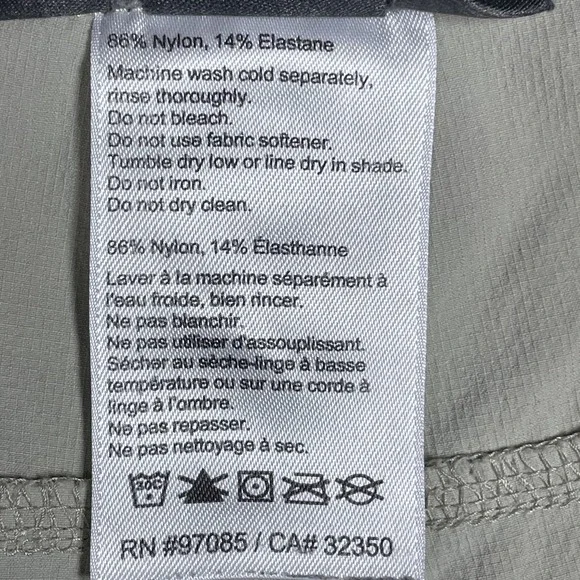 86% Nylon, 14% Elastane
Machine wash cold separately,
rinse thoroughly.
Do not bleach.
Do not use fabric softener.
Tumble dry low or line dry in shade.
Do not iron.
Do not dry clean.
86% Nylon, 14% Élasthanne
Laver à la machine séparément à
l'eau froide, bien rincer.
Ne pas blanchir.
Ne pas utiliser d'assouplissant.
Sécher au sèche-linge à basse
température ou sur une corde à
linge à l'ombre.
Ne pas repasser.
Ne pas nettoyage à sec.
30C
RN #97085 / CA# 32350